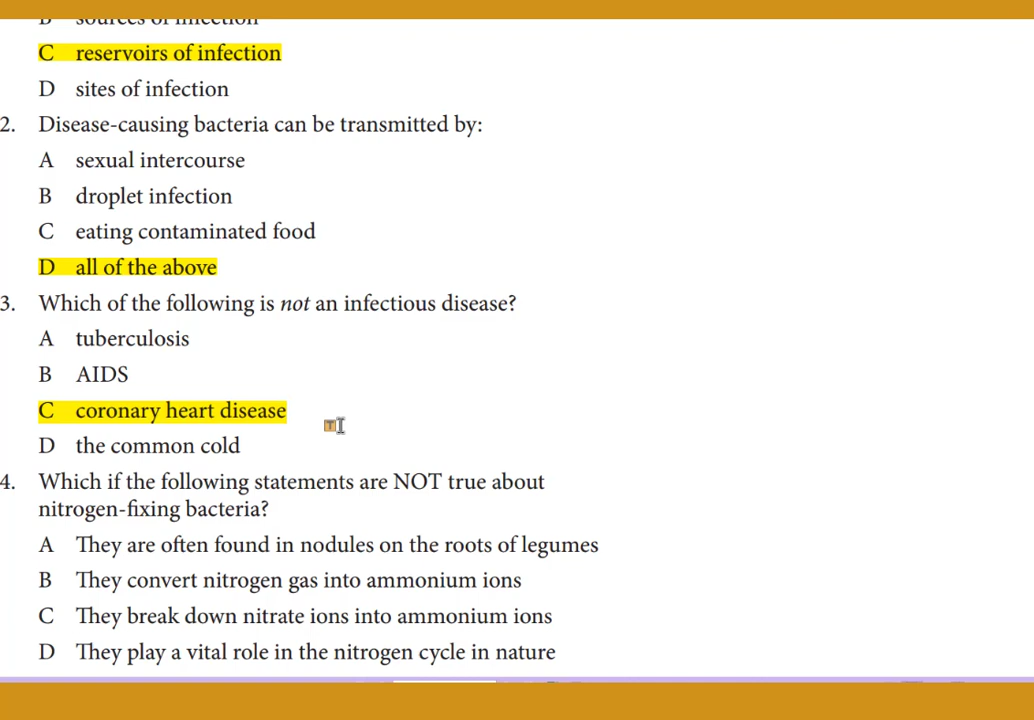 B sources of infection
C reservoirs of infection
D sites of infection
2. Disease-causing bacteria can be transmitted by:
A sexual intercourse
B droplet infection
C eating contaminated food
D all of the above
3. Which of the following is not an infectious disease?
A tuberculosis
B AIDS
C coronary heart disease
D the common cold
4. Which if the following statements are NOT true about
nitrogen-fixing bacteria?
A They are often found in nodules on the roots of legumes
B They convert nitrogen gas into ammonium ions
C They break down nitrate ions into ammonium ions
D They play a vital role in the nitrogen cycle in nature